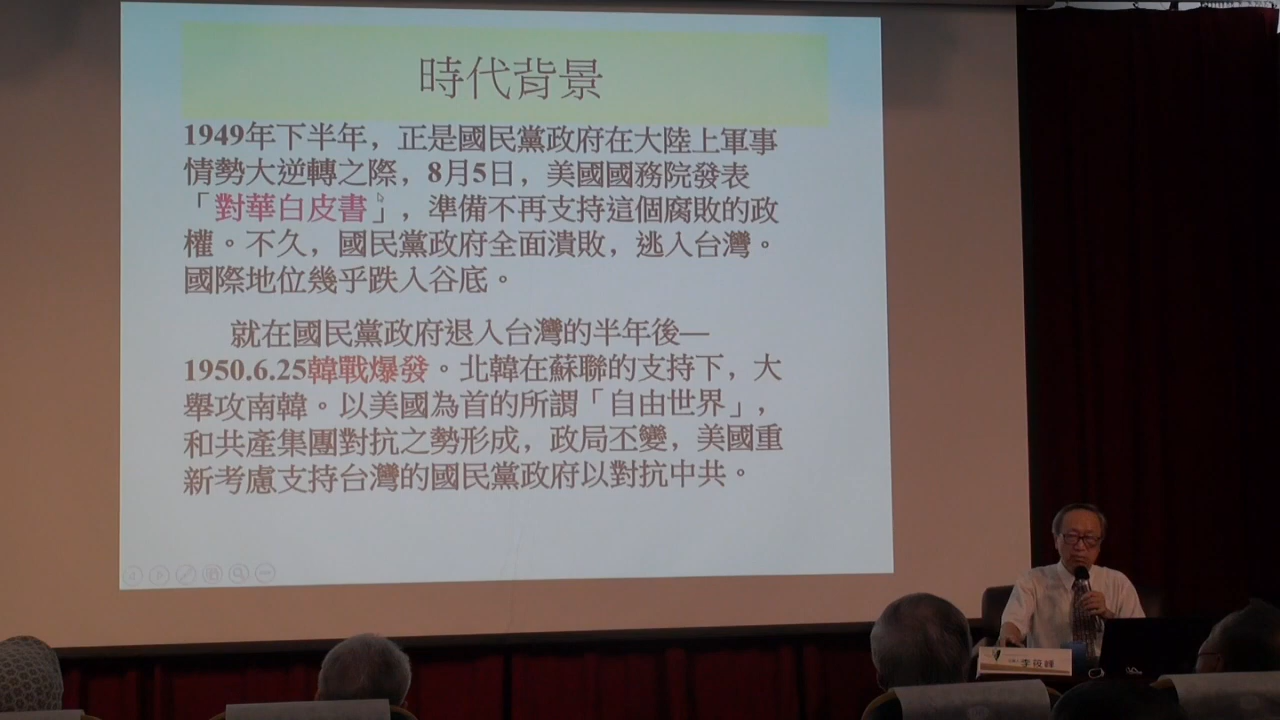 時代背景
1949年下半年，正是國民黨政府在大陸上軍事
情勢大逆轉之際，8月5日，美國國務院發表
「對華白皮書」，準備不再支持這個腐敗的政
權。不久，國民黨政府全面潰敗，逃入台灣。
國際地位幾乎跌入谷底。
就在國民黨政府退入台灣的半年後—
1950.6.25韓戰爆發。北韓在蘇聯的支持下，大
舉攻南韓。以美國為首的所謂「自由世界」，
和共產集團對抗之勢形成，政局丕變，美國重
新考慮支持台灣的國民黨政府以對抗中共。
李筱峰